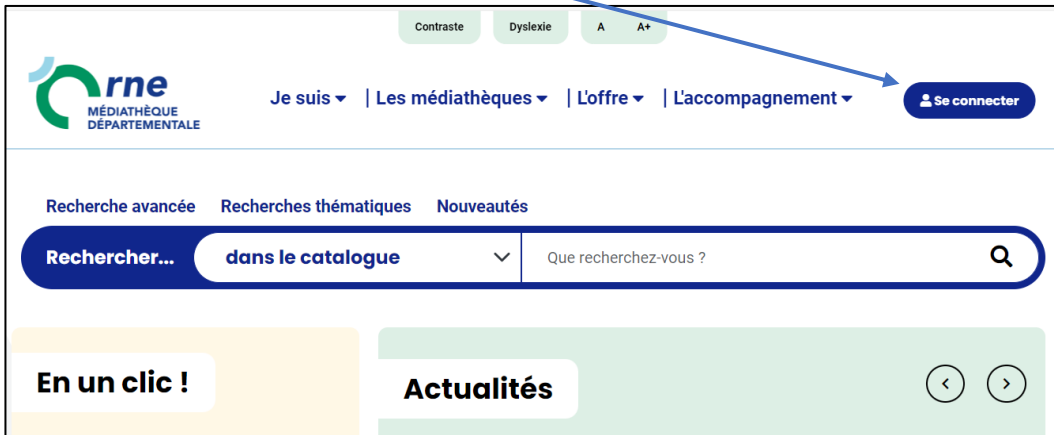 Contraste Dyslexie A A+
Orne
MÉDIATHÈQUE
DÉPARTEMENTALE
Je suis | Les médiathèques | L'offre | L'accompagnement
Se connecter
Recherche avancée Recherches thématiques Nouveautés
Rechercher... dans le catalogue Que recherchez-vous ?
En un clic !
Actualités